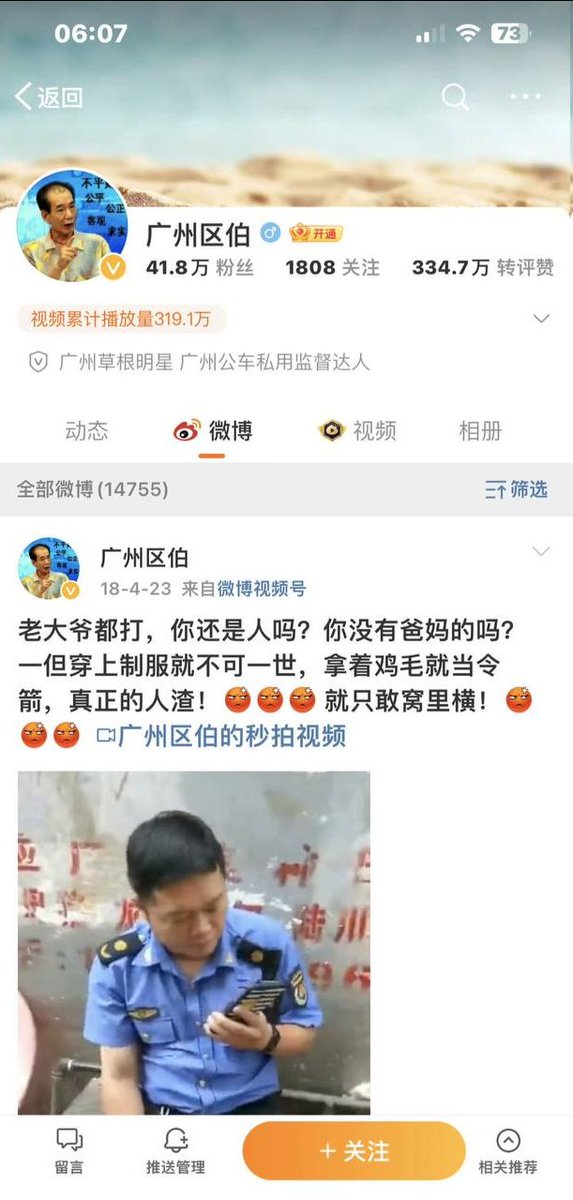 06:07
73
返回
不平
公平
公正
客观
求实
广州区伯
开通
41.8万 粉丝 1808 关注 334.7万 转评赞
视频累计播放量319.1万
广州草根明星 广州公车私用监督达人
动态 微博 视频 相册
全部微博(14755)
筛选
广州区伯
18-4-23 来自微博视频号
老大爷都打，你还是人吗？你没有爸妈的吗？
一但穿上制服就不可一世，拿着鸡毛就当令
箭，真正的人渣！ 就只敢窝里横！
广州区伯的秒拍视频
留言
推送管理
+ 关注
相关推荐